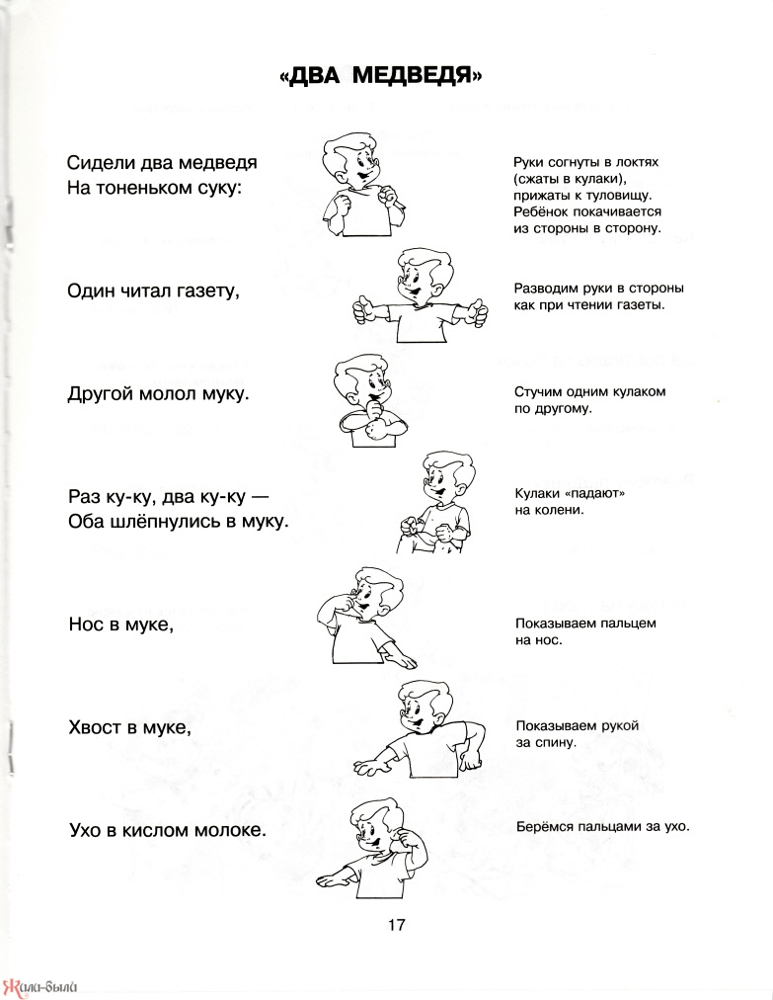 «ДВА МЕДВЕДЯ»
Сидели два медведя
На тоненьком суку:
Руки согнуты в локтях
(сжаты в кулаки),
прижаты к туловищу.
Ребёнок покачивается
из стороны в сторону.
Один читал газету,
Разводим руки в стороны
как при чтении газеты.
Другой молол муку.
Стучим одним кулаком
по другому.
Раз ку-ку, два ку-ку —
Оба шлёпнулись в муку.
Кулаки «падают»
на колени.
Нос в муке,
Показываем пальцем
на нос.
Хвост в муке,
Показываем рукой
за спину.
Ухо в кислом молоке.
Берёмся пальцами за ухо.
17
Жили-были